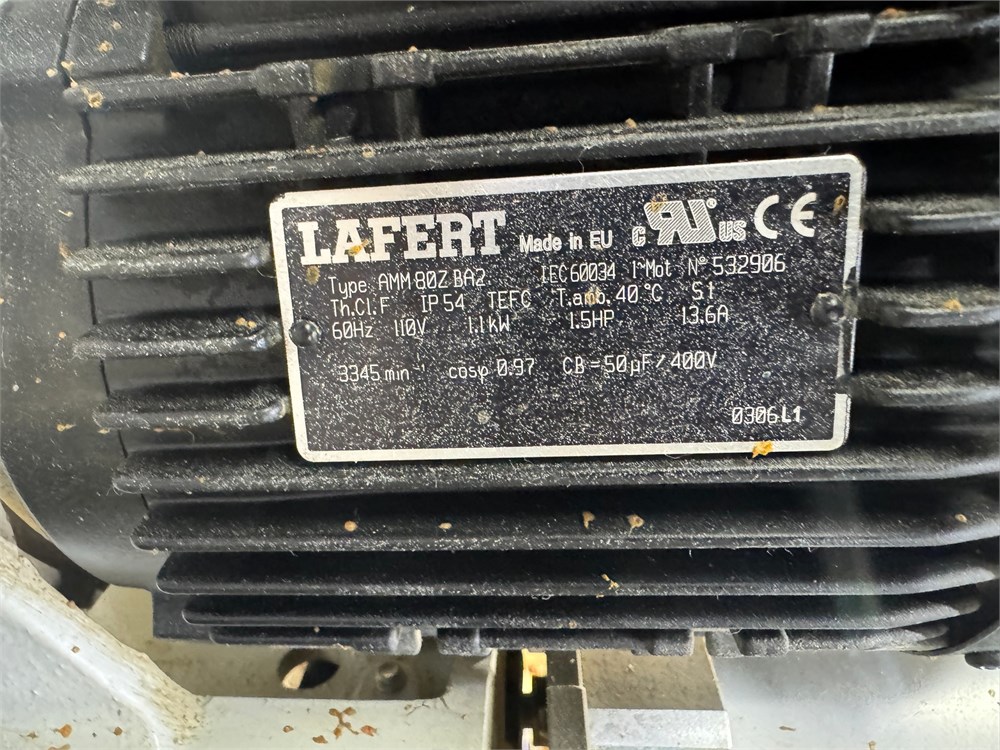 LAFERT Made in EU c RU® US CE
Type AMM 80Z BA2 IEC 60034 1~Mot N° 532906
Th.Cl.F IP 54 TEFC T.amb. 40 °C S1
60Hz 110V 1.1kW 1.5HP 13.6A
3345 min⁻¹ cosφ 0.97 CB=50µF/400V
0306L1